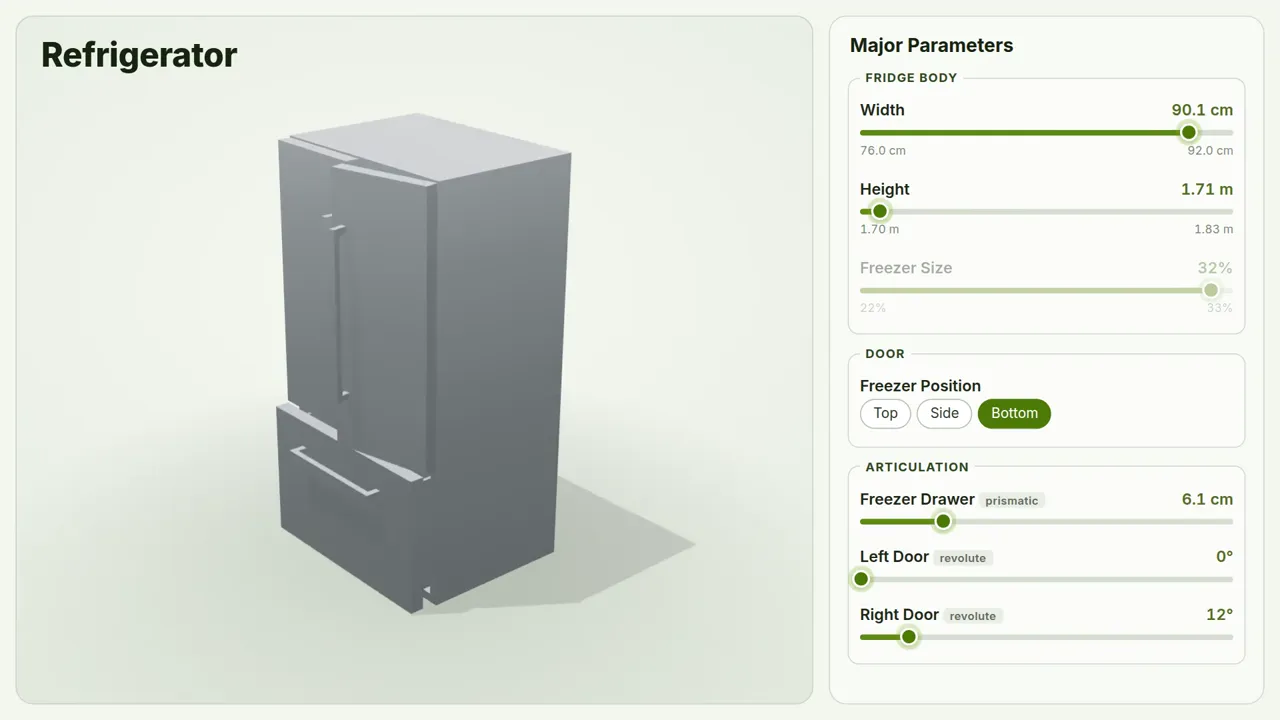 Refrigerator
Major Parameters
FRIDGE BODY
Width 90.1 cm
76.0 cm 92.0 cm
Height 1.71 m
1.70 m 1.83 m
Freezer Size 32%
22% 33%
DOOR
Freezer Position
Top Side Bottom
ARTICULATION
Freezer Drawer prismatic 6.1 cm
Left Door revolute 0°
Right Door revolute 12°